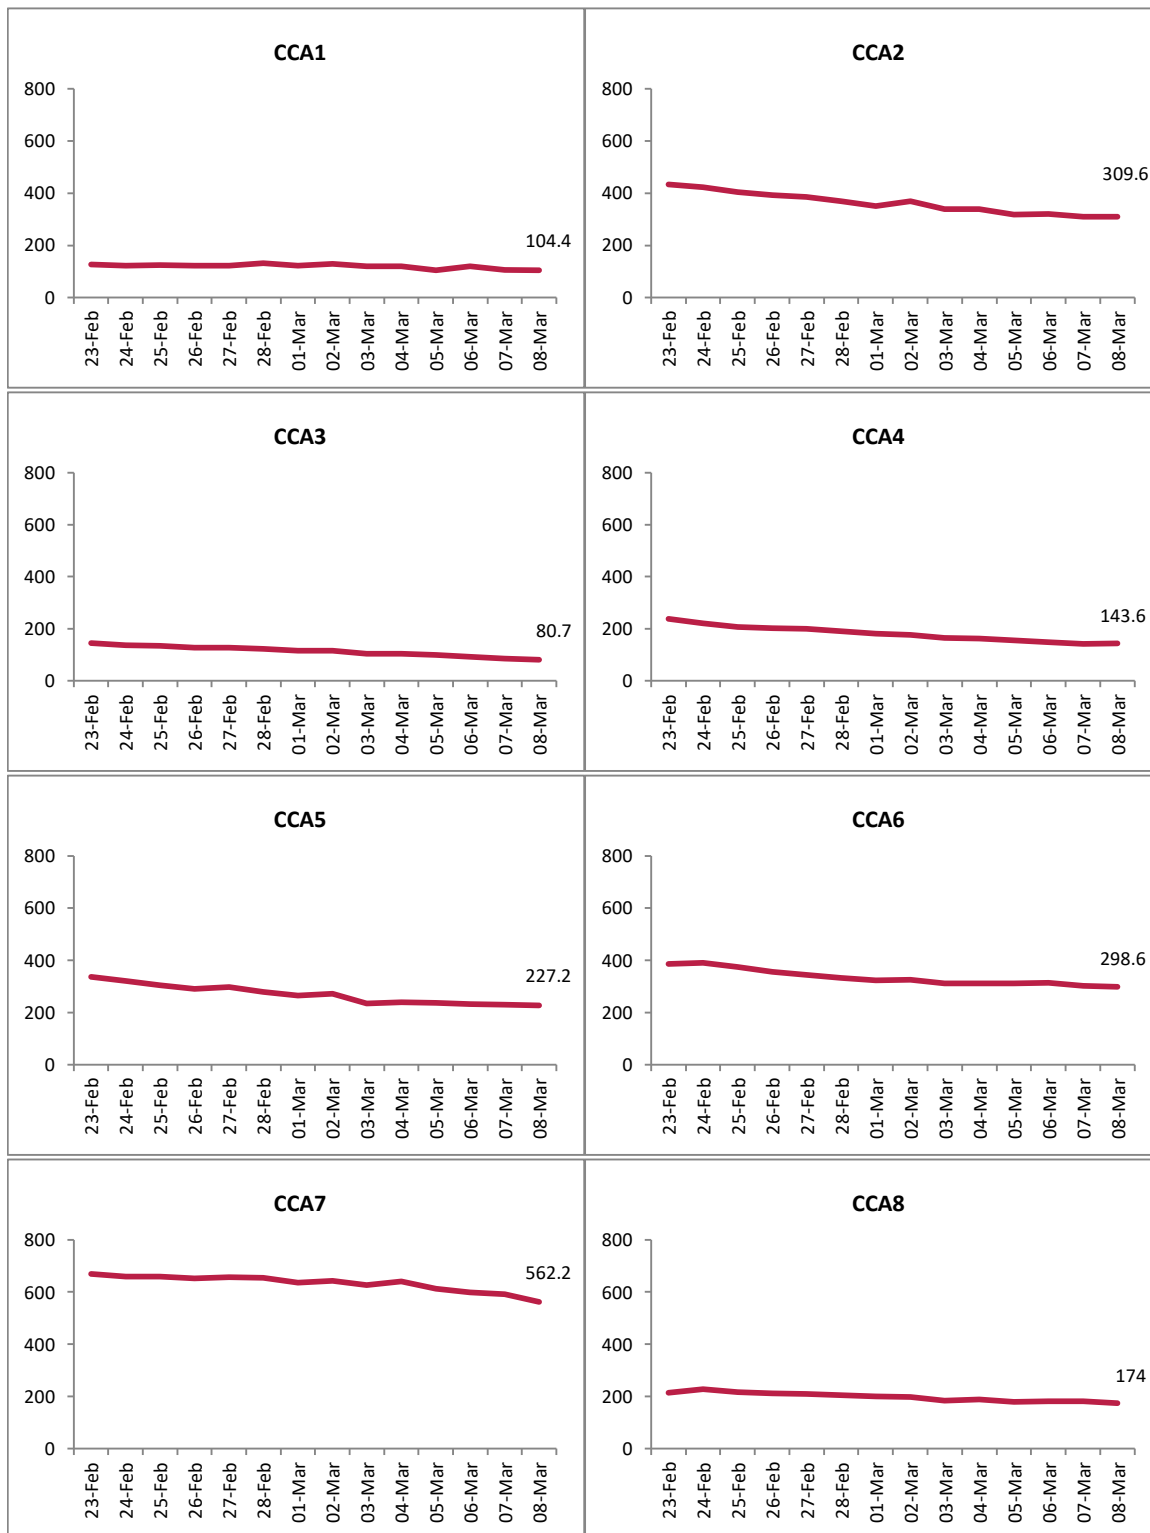 CCA1
800
600
400
200
0
104.4
23-Feb
24-Feb
25-Feb
26-Feb
27-Feb
28-Feb
01-Mar
02-Mar
03-Mar
04-Mar
05-Mar
06-Mar
07-Mar
08-Mar
CCA2
800
600
400
200
0
309.6
23-Feb
24-Feb
25-Feb
26-Feb
27-Feb
28-Feb
01-Mar
02-Mar
03-Mar
04-Mar
05-Mar
06-Mar
07-Mar
08-Mar
CCA3
800
600
400
200
0
80.7
23-Feb
24-Feb
25-Feb
26-Feb
27-Feb
28-Feb
01-Mar
02-Mar
03-Mar
04-Mar
05-Mar
06-Mar
07-Mar
08-Mar
CCA4
800
600
400
200
0
143.6
23-Feb
24-Feb
25-Feb
26-Feb
27-Feb
28-Feb
01-Mar
02-Mar
03-Mar
04-Mar
05-Mar
06-Mar
07-Mar
08-Mar
CCA5
800
600
400
200
0
227.2
23-Feb
24-Feb
25-Feb
26-Feb
27-Feb
28-Feb
01-Mar
02-Mar
03-Mar
04-Mar
05-Mar
06-Mar
07-Mar
08-Mar
CCA6
800
600
400
200
0
298.6
23-Feb
24-Feb
25-Feb
26-Feb
27-Feb
28-Feb
01-Mar
02-Mar
03-Mar
04-Mar
05-Mar
06-Mar
07-Mar
08-Mar
CCA7
800
600
400
200
0
562.2
23-Feb
24-Feb
25-Feb
26-Feb
27-Feb
28-Feb
01-Mar
02-Mar
03-Mar
04-Mar
05-Mar
06-Mar
07-Mar
08-Mar
CCA8
800
600
400
200
0
174
23-Feb
24-Feb
25-Feb
26-Feb
27-Feb
28-Feb
01-Mar
02-Mar
03-Mar
04-Mar
05-Mar
06-Mar
07-Mar
08-Mar